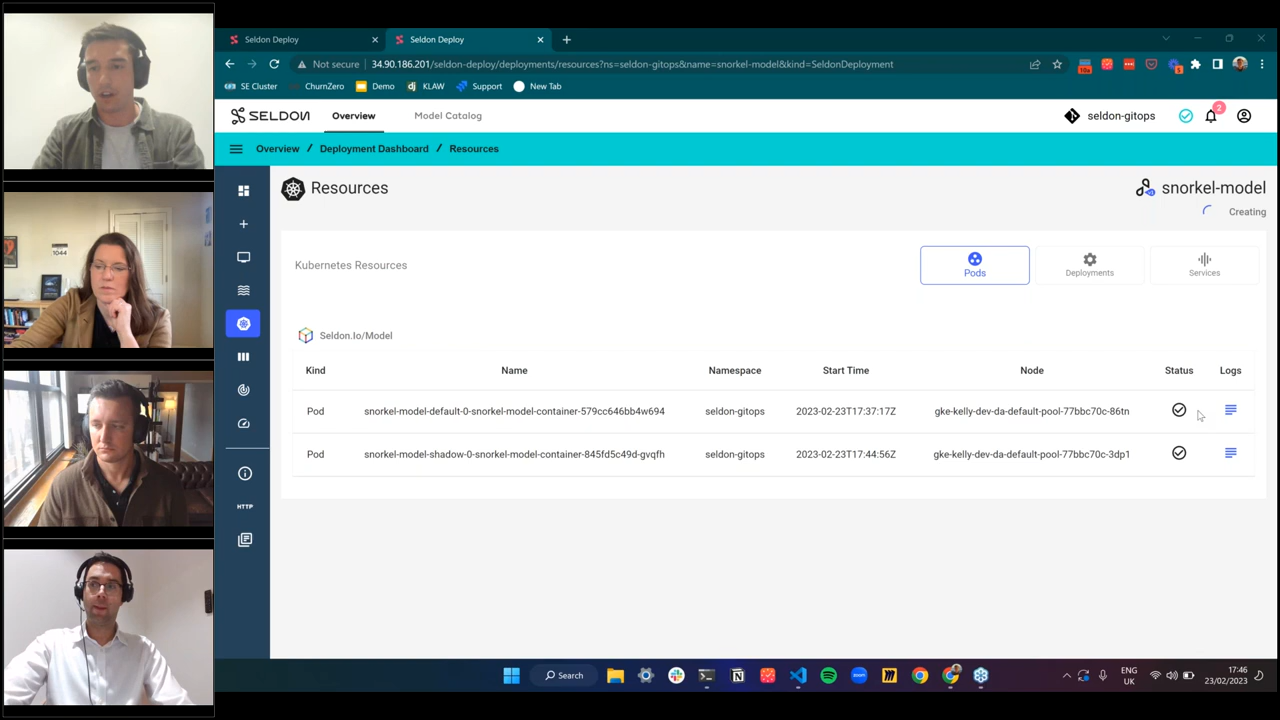 Seldon Deploy
Seldon Deploy
Not secure
34.90.186.201/seldon-deploy/deployments/resources?ns=seldon-gitops&name=snorkel-model&kind=SeldonDeployment
SE Cluster
ChurnZero
Demo
KLAW
Support
New Tab
SELDON
Overview
Model Catalog
seldon-gitops
2
Overview / Deployment Dashboard / Resources
Resources
snorkel-model
Creating
Kubernetes Resources
Pods
Deployments
Services
Seldon.Io/Model
Kind Name Namespace Start Time Node Status Logs
Pod snorkel-model-default-0-snorkel-model-container-579cc646bb4w694 seldon-gitops 2023-02-23T17:37:17Z gke-kelly-dev-da-default-pool-77bbc70c-86tn
Pod snorkel-model-shadow-0-snorkel-model-container-845fd5c49d-gvqfh seldon-gitops 2023-02-23T17:44:56Z gke-kelly-dev-da-default-pool-77bbc70c-3dp1
HTTP
1044
Search
ENG
UK
17:46
23/02/2023